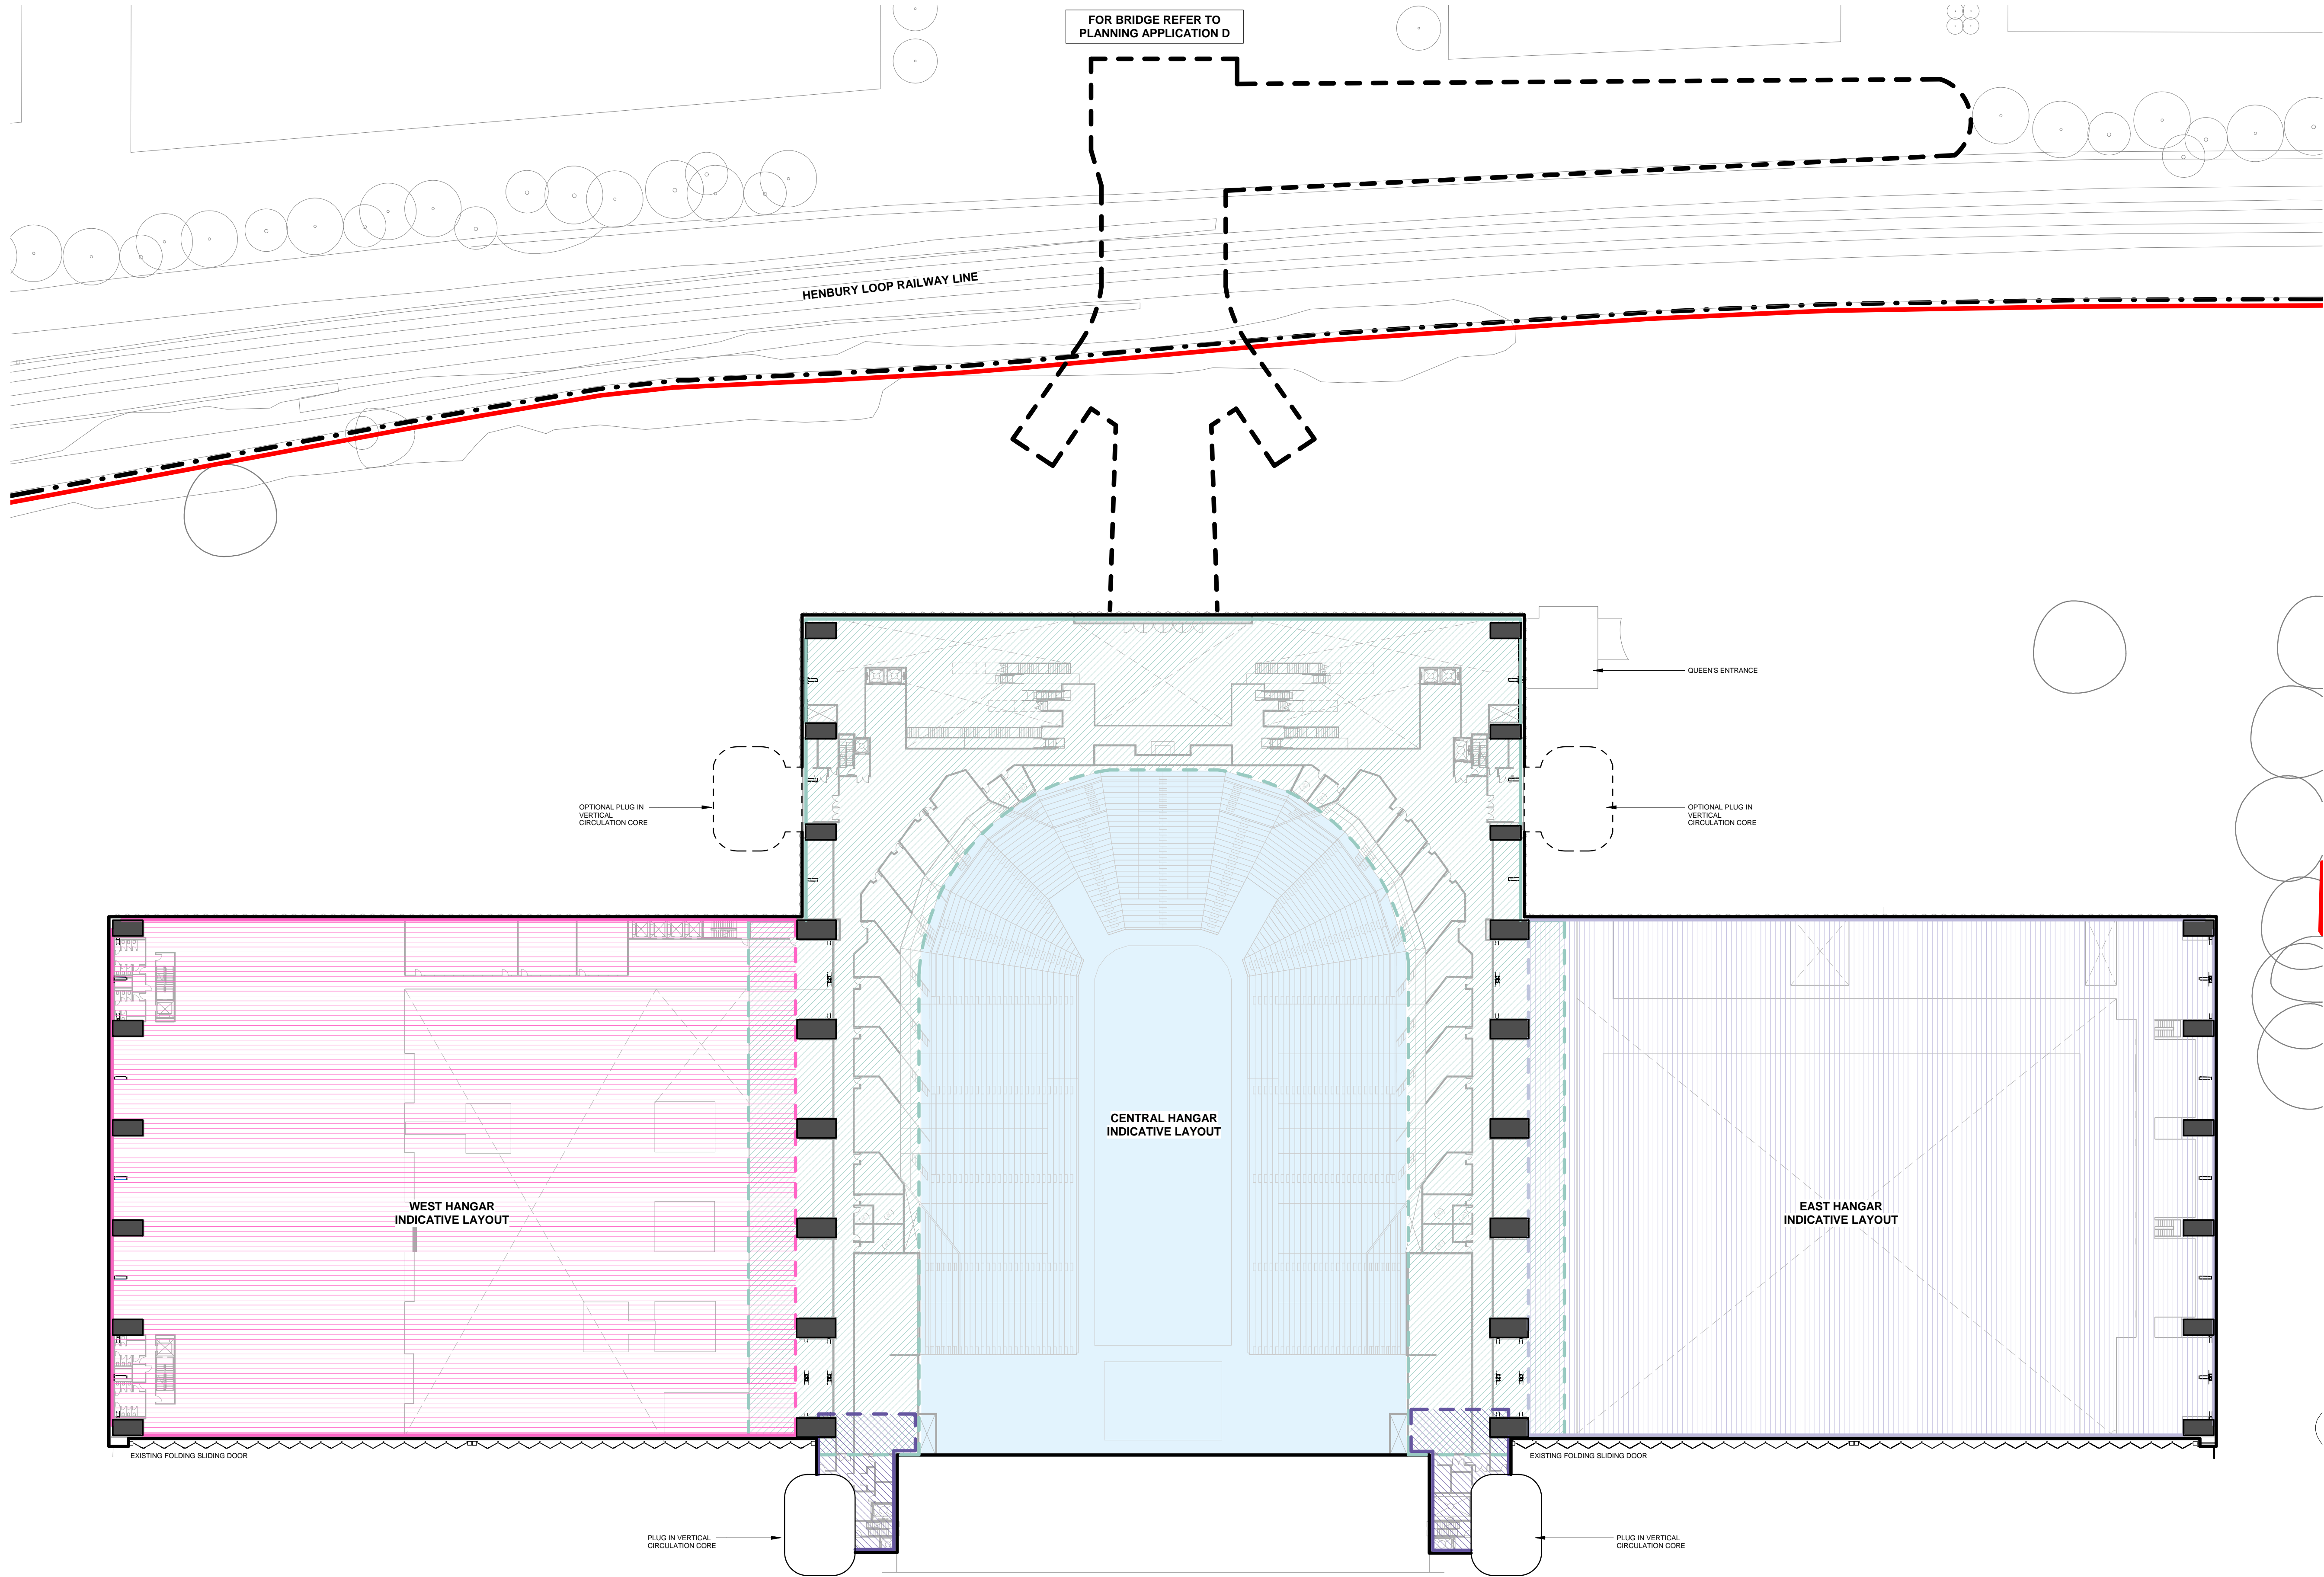 FOR BRIDGE REFER TO
PLANNING APPLICATION D
HENBURY LOOP RAILWAY LINE
QUEEN'S ENTRANCE
OPTIONAL PLUG IN
VERTICAL
CIRCULATION CORE
OPTIONAL PLUG IN
VERTICAL
CIRCULATION CORE
CENTRAL HANGAR
INDICATIVE LAYOUT
WEST HANGAR
INDICATIVE LAYOUT
EAST HANGAR
INDICATIVE LAYOUT
EXISTING FOLDING SLIDING DOOR
EXISTING FOLDING SLIDING DOOR
PLUG IN VERTICAL
CIRCULATION CORE
PLUG IN VERTICAL
CIRCULATION CORE